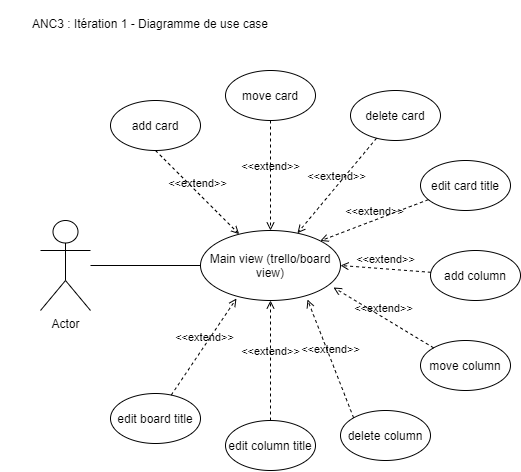 ANC3 : Itération 1 - Diagramme de use case
move card
add card
delete card
<<extend>>
<<extend>>
<<extend>>
edit card title
<<extend>>
Main view (trello/board
view)
<<extend>>
add column
Actor
<<extend>>
<<extend>>
<<extend>>
<<extend>>
move column
edit board title
edit column title
delete column